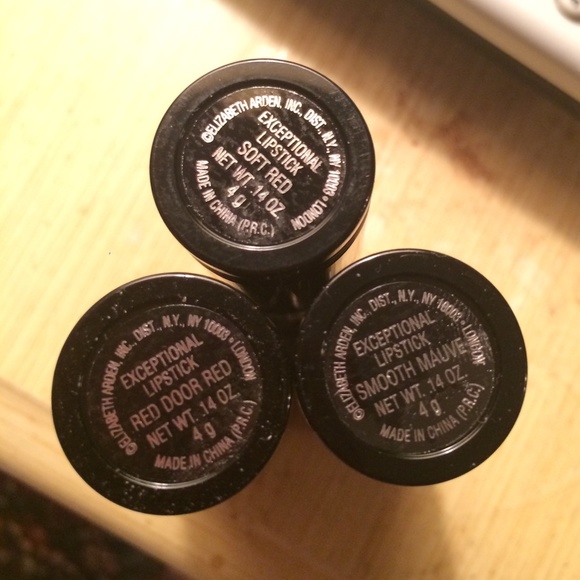 ©ELIZABETH ARDEN, INC., DIST., N.Y., NY 10003 • LONDON
EXCEPTIONAL
LIPSTICK
SOFT RED
NET WT. .14 OZ.
4 g
MADE IN CHINA (P.R.C.)
©ELIZABETH ARDEN, INC., DIST., N.Y., NY 10003 • LONDON
EXCEPTIONAL
LIPSTICK
RED DOOR RED
NET WT. .14 OZ.
4 g
MADE IN CHINA (P.R.C.)
©ELIZABETH ARDEN, INC., DIST., N.Y., NY 10003 • LONDON
EXCEPTIONAL
LIPSTICK
SMOOTH MAUVE
NET WT. .14 OZ.
4 g
MADE IN CHINA (P.R.C.)